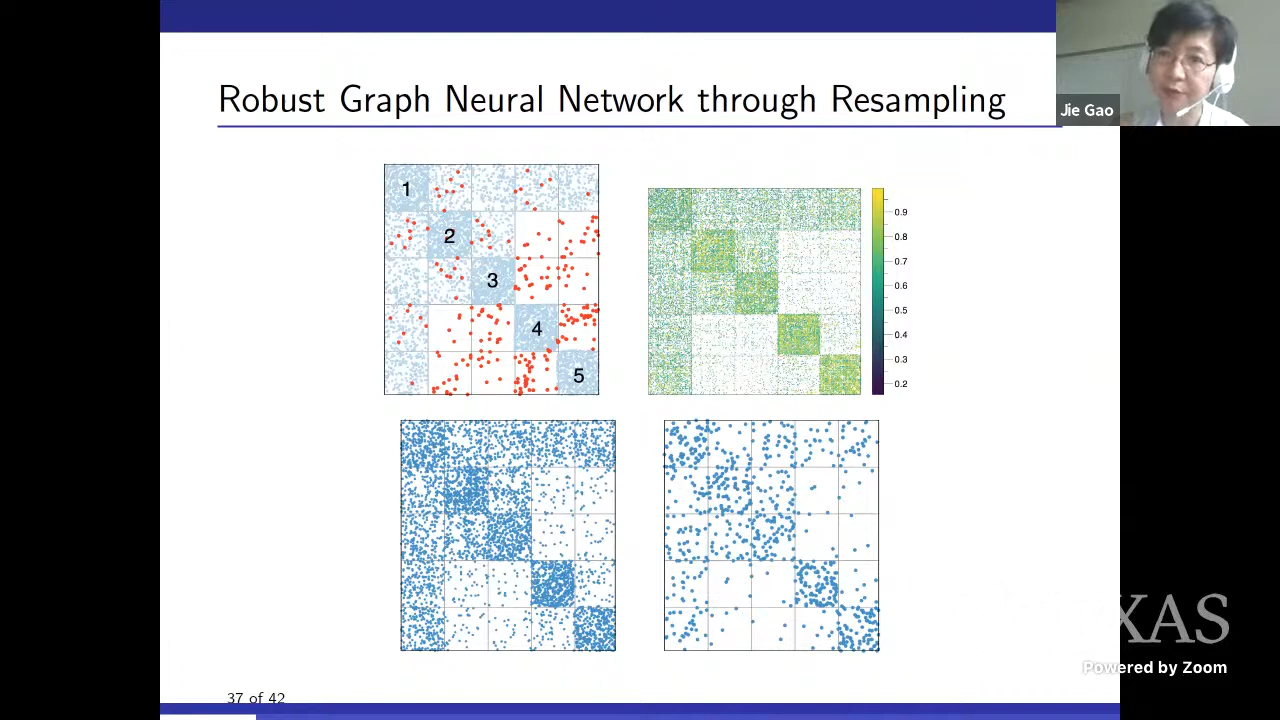 Robust Graph Neural Network through Resampling
Jie Gao
1
2
3
4
5
0.9
0.8
0.7
0.6
0.5
0.4
0.3
0.2
XAS
Powered by Zoom
37 of 42